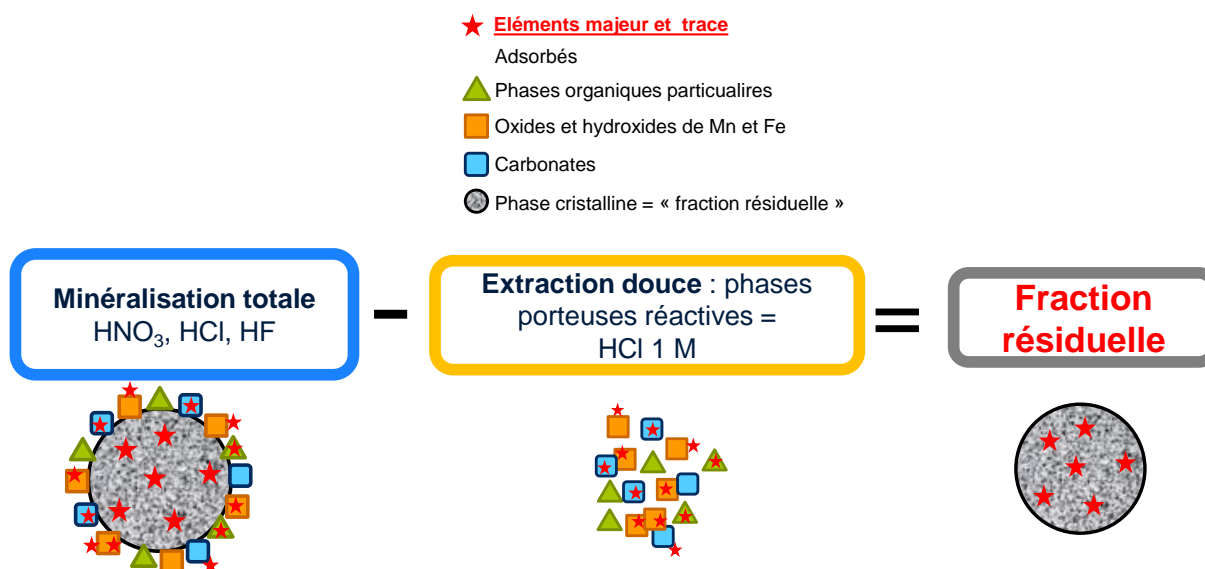 Eléments majeur et trace
Adsorbés
Phases organiques particualires
Oxides et hydroxides de Mn et Fe
Carbonates
Phase cristalline = « fraction résiduelle »
Minéralisation totale
HNO₃, HCl, HF
-
Extraction douce : phases
porteuses réactives =
HCl 1 M
=
Fraction
résiduelle